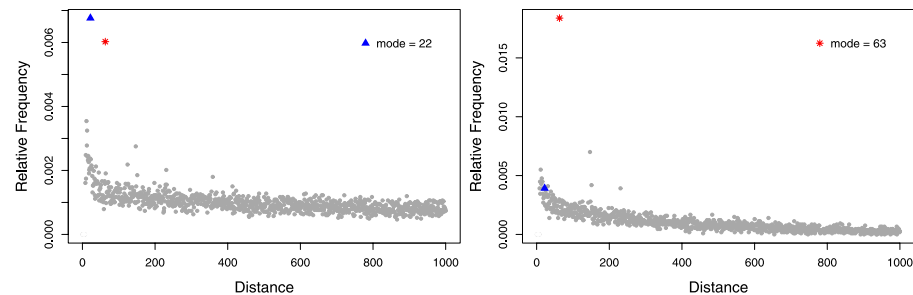 Relative Frequency
0.006
0.004
0.002
0.000
mode = 22
0 200 400 600 800 1000
Distance
Relative Frequency
0.015
0.010
0.005
0.000
mode = 63
0 200 400 600 800 1000
Distance